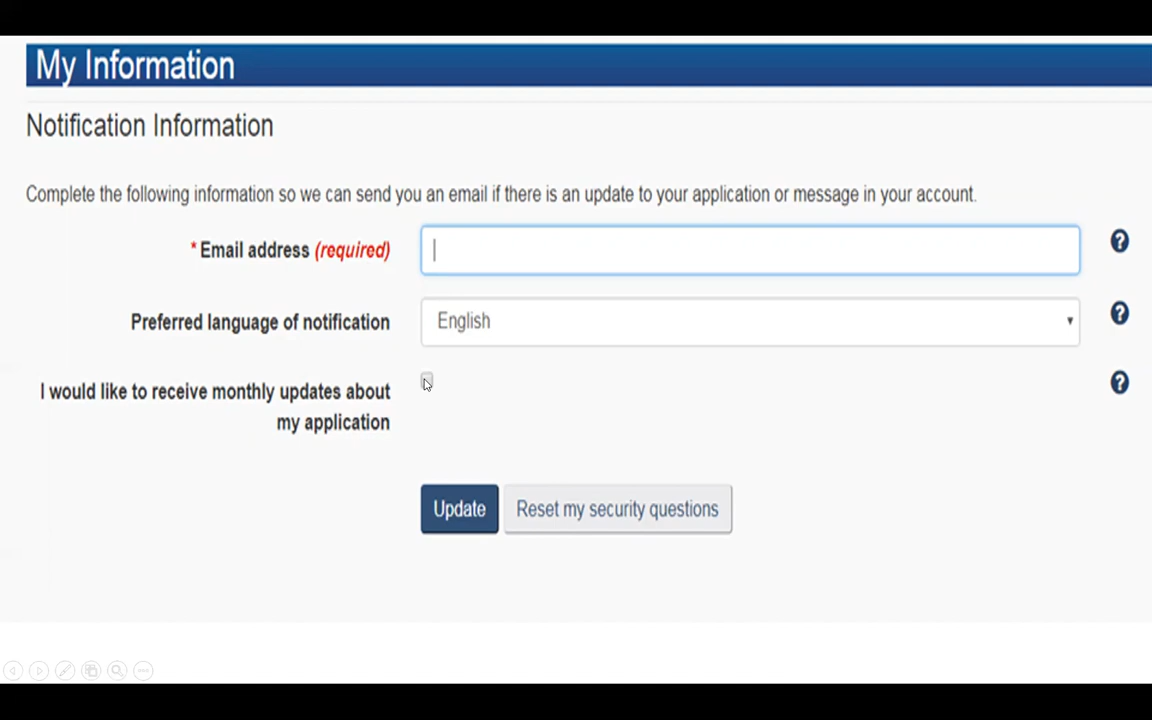 My Information
Notification Information
Complete the following information so we can send you an email if there is an update to your application or message in your account.
* Email address (required)
?
Preferred language of notification
English
?
I would like to receive monthly updates about
my application
?
Update
Reset my security questions